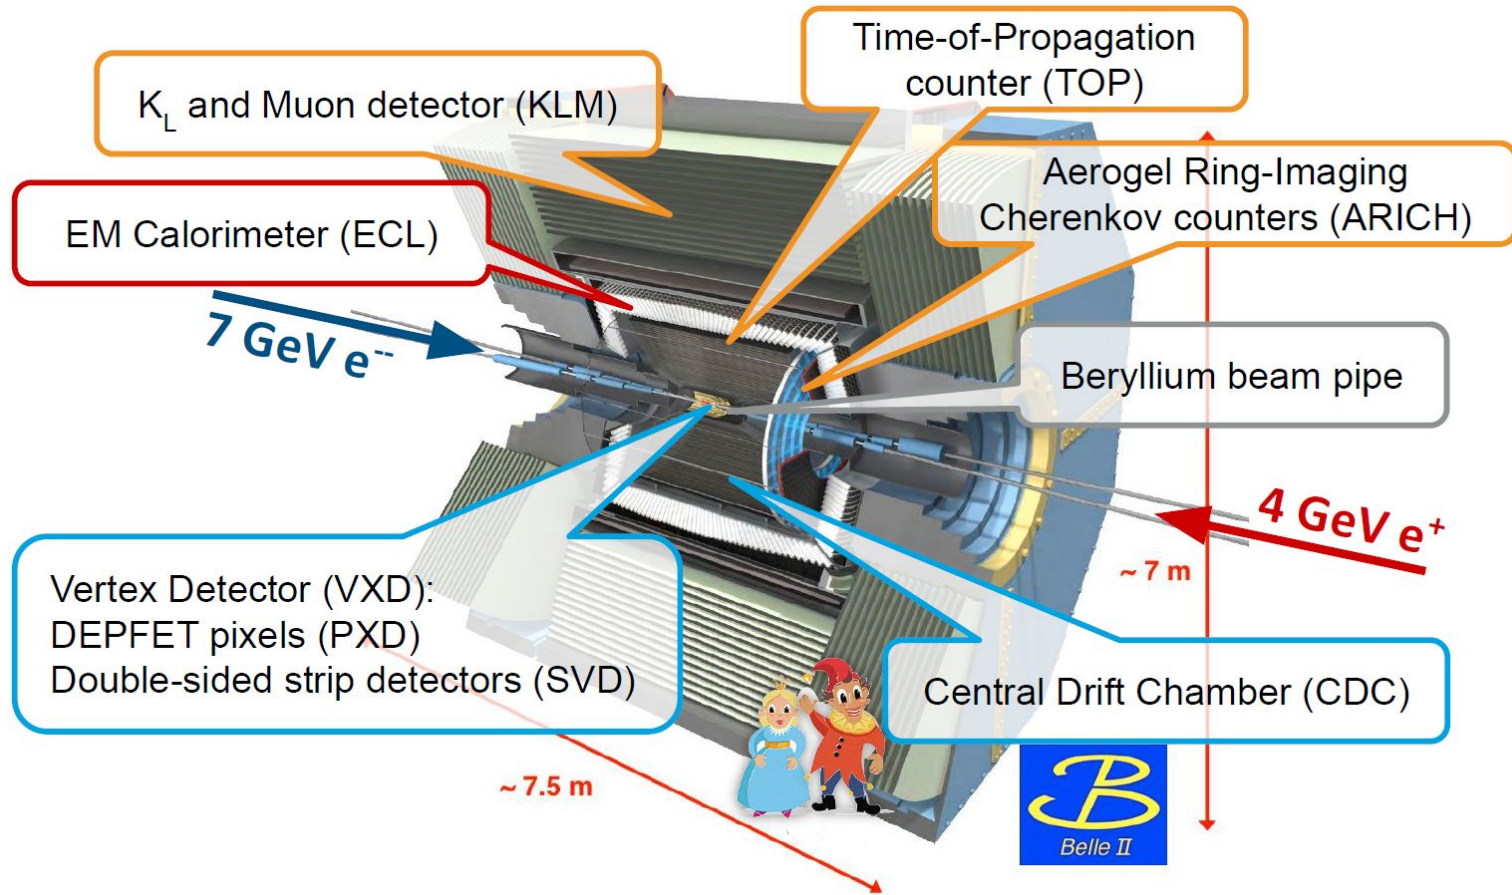 Time-of-Propagation
counter (TOP)
K_L and Muon detector (KLM)
Aerogel Ring-Imaging
Cherenkov counters (ARICH)
EM Calorimeter (ECL)
7 GeV e--
Beryllium beam pipe
4 GeV e+
~ 7 m
Vertex Detector (VXD):
DEPFET pixels (PXD)
Double-sided strip detectors (SVD)
Central Drift Chamber (CDC)
~ 7.5 m
B
Belle II